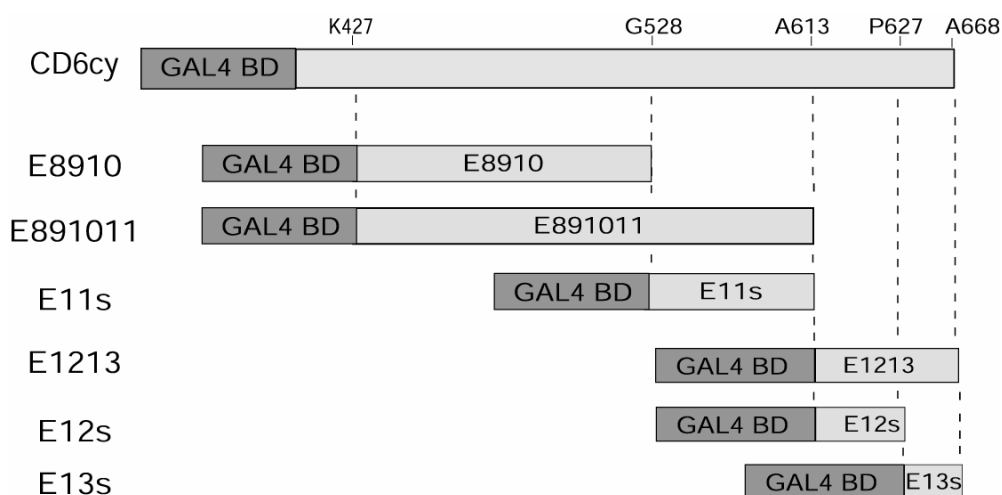 K427 G528 A613 P627 A668
CD6cy GAL4 BD
E8910 GAL4 BD E8910
E891011 GAL4 BD E891011
E11s GAL4 BD E11s
E1213 GAL4 BD E1213
E12s GAL4 BD E12s
E13s GAL4 BD E13s